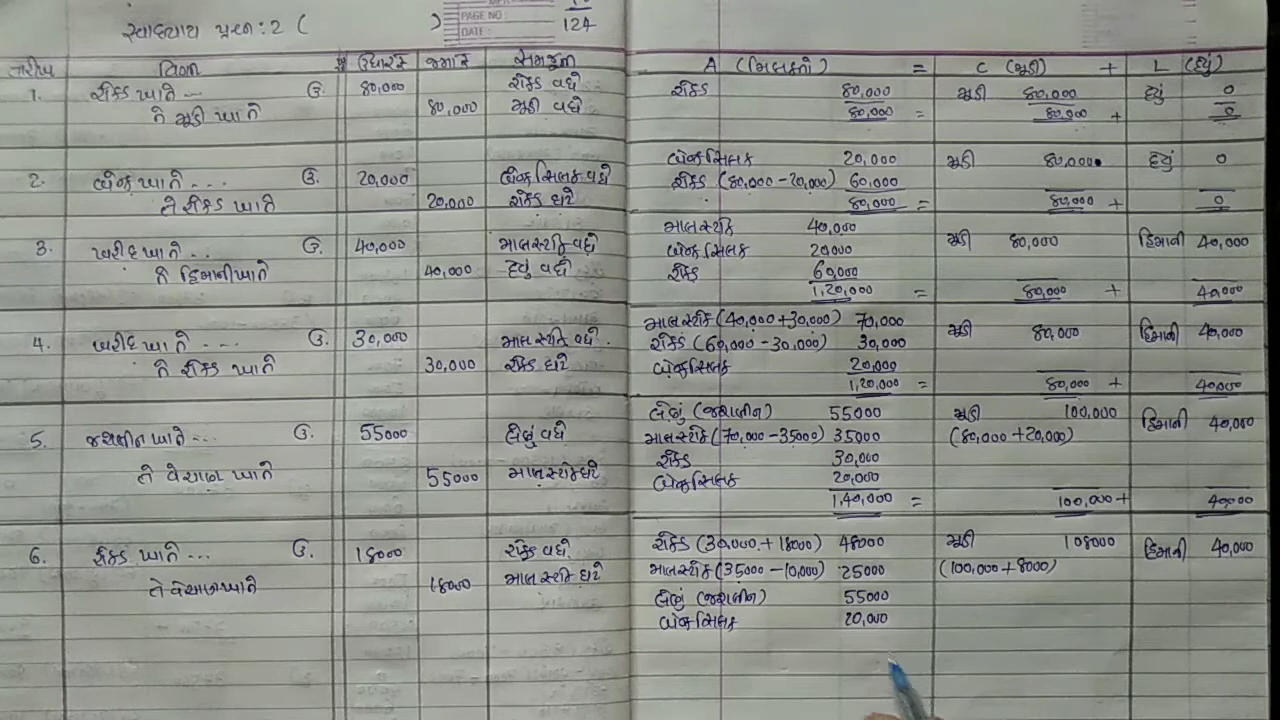 સ્વાધ્યાય પ્રશ્ન : 2 ( )
PAGE NO :
DATE :
124
તારીખ વિગત ઉધાર રૂ જમા રૂ સમજૂતી
1. રોકડ ખાતે ... ઉ. 80,000 રોકડ વધે
તે મૂડી ખાતે 80,000 મૂડી વધે
2. બેન્ક ખાતે ... ઉ. 20,000 બેન્ક સિલક વધે
તે રોકડ ખાતે 20,000 રોકડ ઘટે
3. ખરીદ ખાતે .. ઉ. 40,000 માલસ્ટોક વધે
તે હિમાની ખાતે 40,000 દેવું વધે
4. ખરીદ ખાતે ... ઉ. 30,000 માલસ્ટોક વધે .
તે રોકડ ખાતે 30,000 રોકડ ઘટે
5. જશલીન ખાતે ... ઉ. 55000 લેણું વધે
તે વેચાણ ખાતે 55000 માલસ્ટોક ઘટે
6. રોકડ ખાતે ... ઉ. 18000 રોકડ વધે
તે વેચાણ ખાતે 18000 માલસ્ટોક ઘટે
A (મિલકતો) = C (મૂડી) + L (દેવું)
રોકડ 80,000 મૂડી 80,000 દેવું 0
80,000 = 80,000 + 0
બેન્ક સિલક 20,000 મૂડી 80,000 દેવું 0
રોકડ (80,000 - 20,000) 60,000
80,000 = 80,000 + 0
માલસ્ટોક 40,000
બેન્ક સિલક 20,000 મૂડી 80,000 હિમાની 40,000
રોકડ 60,000
1,20,000 = 80,000 + 40,000
માલસ્ટોક (40,000 + 30,000) 70,000 મૂડી 80,000 હિમાની 40,000
રોકડ (60,000 - 30,000) 30,000
બેન્ક સિલક 20,000
1,20,000 = 80,000 + 40,000
લેણું (જશલીન) 55000 મૂડી 100,000 હિમાની 40,000
માલસ્ટોક (70,000 - 35000) 35000 (80,000 + 20,000)
રોકડ 30,000
બેન્ક સિલક 20,000
1,40,000 = 100,000 + 40,000
રોકડ (30,000 + 18000) 48000 મૂડી 108000 હિમાની 40,000
માલસ્ટોક (35000 - 10,000) 25000 (100,000 + 8000)
લેણું (જશલીન) 55000
બેન્ક સિલક 20,000